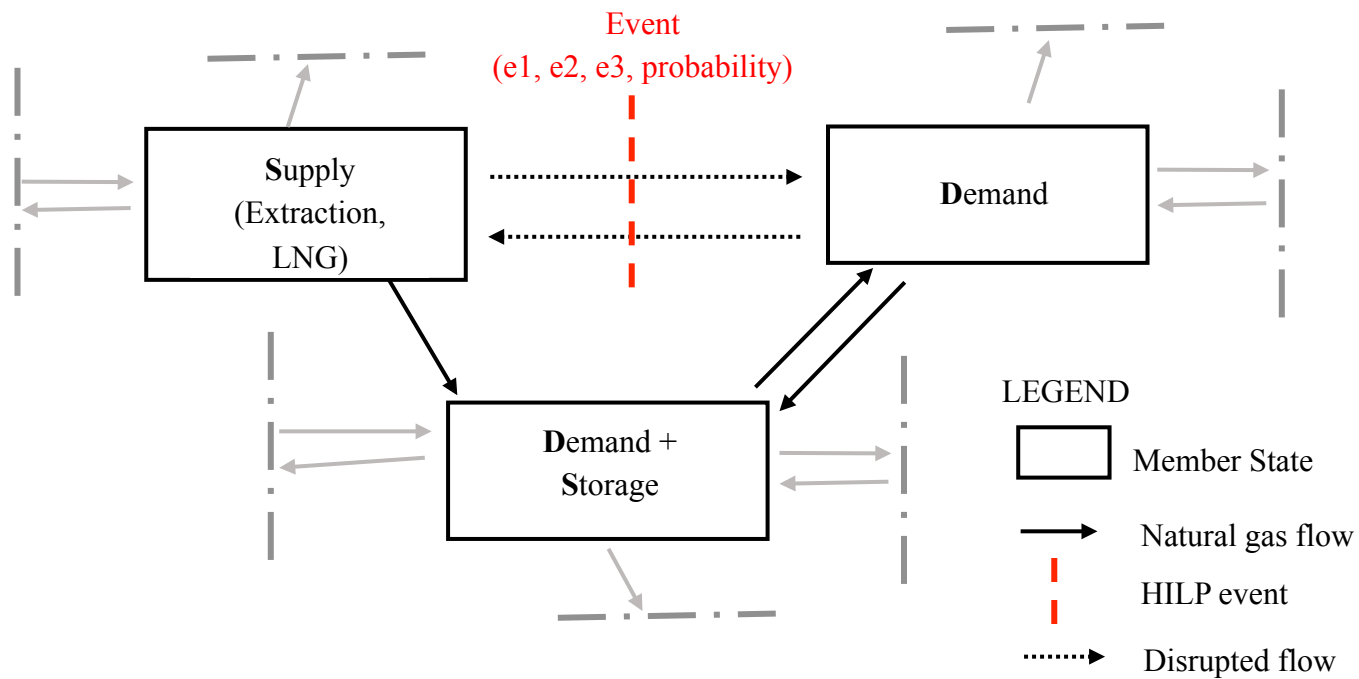 Event
(e1, e2, e3, probability)
Supply
(Extraction,
LNG)
Demand
Demand +
Storage
LEGEND
Member State
Natural gas flow
HILP event
Disrupted flow